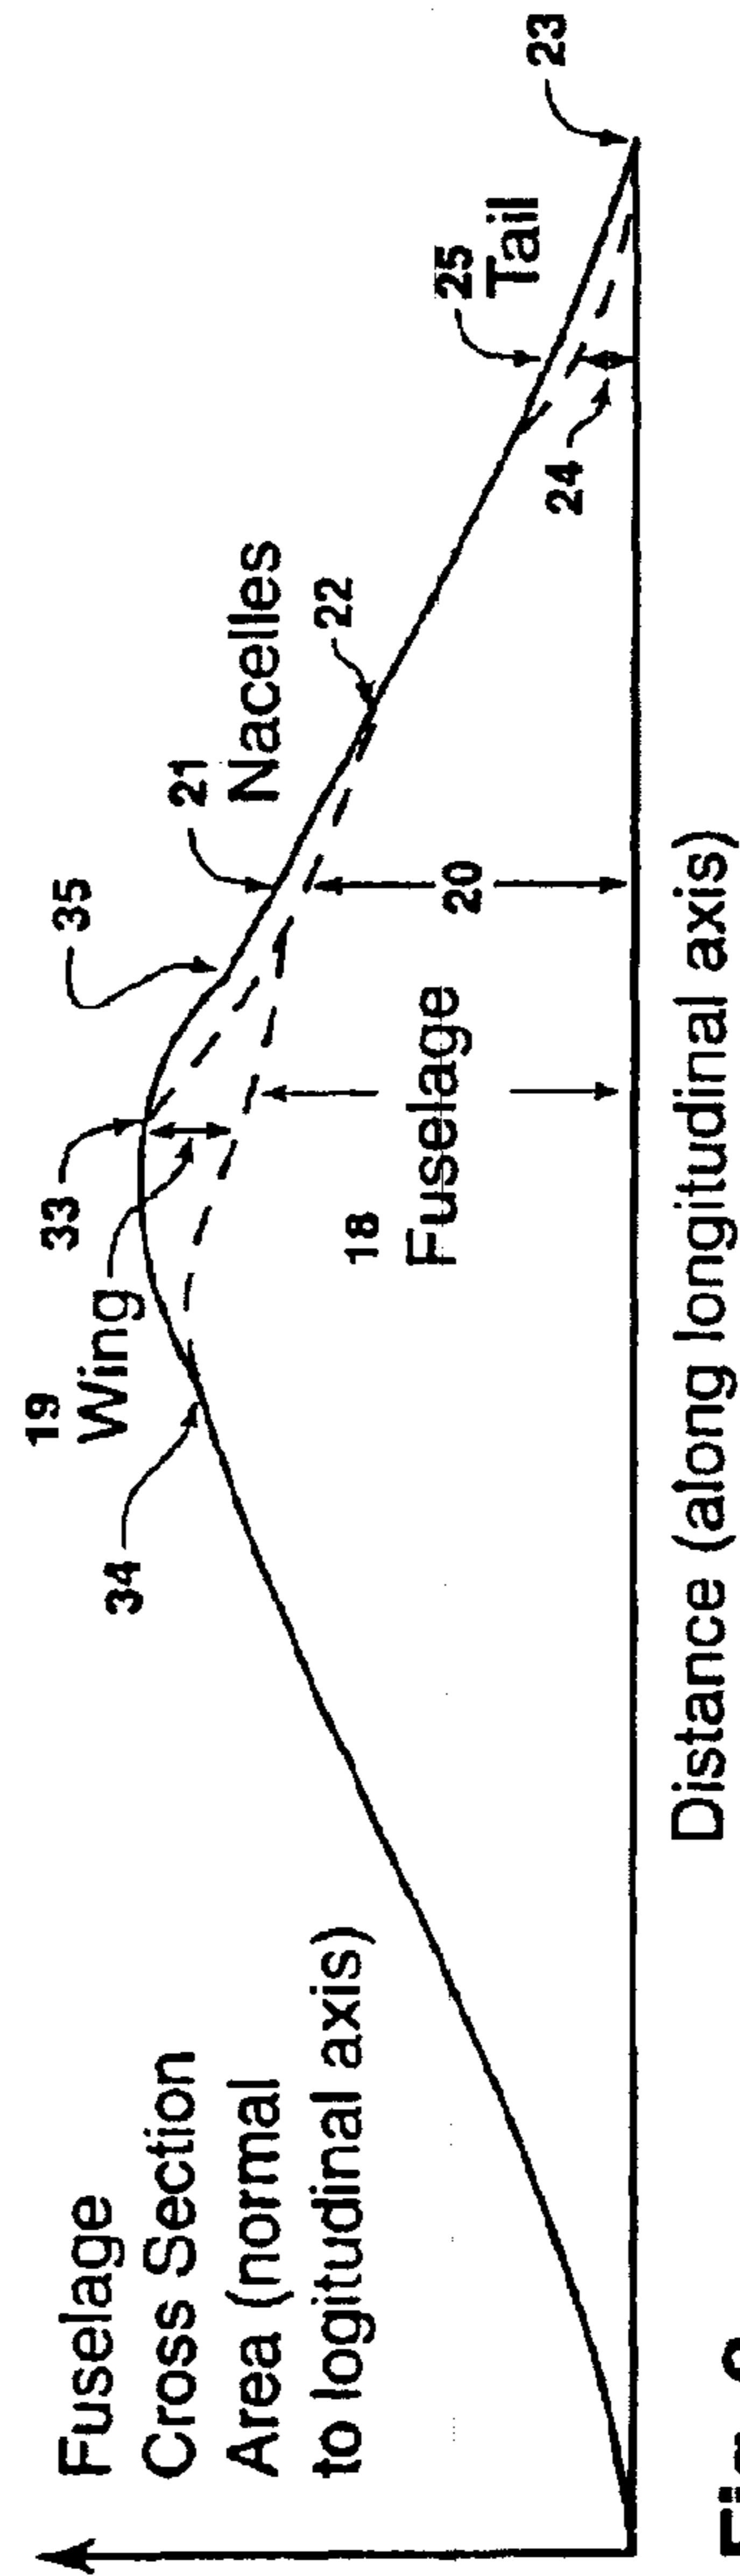 Fuselage
Cross Section
Area (normal
to logitudinal axis)
34
19
Wing
33
35
21
Nacelles
22
18
Fuselage
20
25
Tail
24
23
Distance (along longitudinal axis)